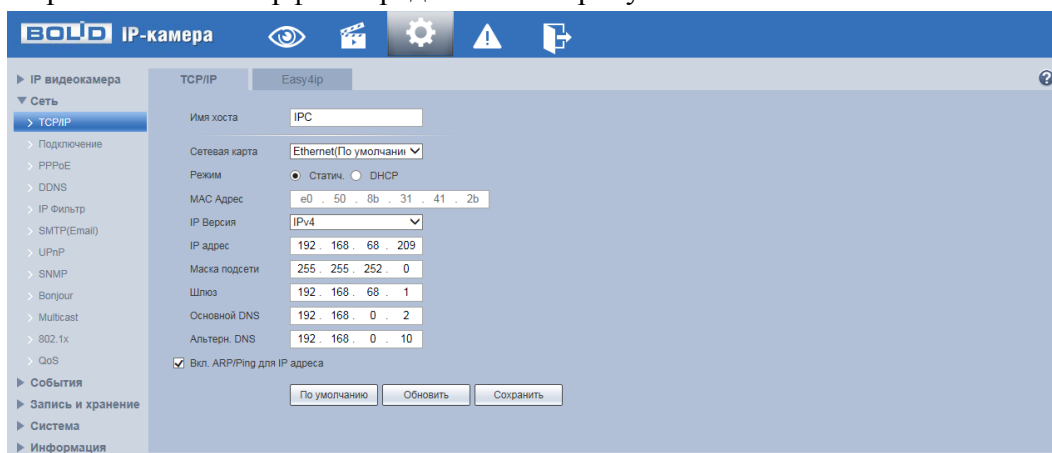 BOLID IP-камера
IP видеокамера
Сеть
TCP/IP
Подключение
PPPoE
DDNS
IP Фильтр
SMTP(Email)
UPnP
SNMP
Bonjour
Multicast
802.1x
QoS
События
Запись и хранение
Система
Информация
TCP/IP Easy4ip
Имя хоста IPC
Сетевая карта Ethernet(По умолчани
Режим Статич. DHCP
MAC Адрес e0 . 50 . 8b . 31 . 41 . 2b
IP Версия IPv4
IP адрес 192 . 168 . 68 . 209
Маска подсети 255 . 255 . 252 . 0
Шлюз 192 . 168 . 68 . 1
Основной DNS 192 . 168 . 0 . 2
Альтерн. DNS 192 . 168 . 0 . 10
Вкл. ARP/Ping для IP адреса
По умолчанию Обновить Сохранить